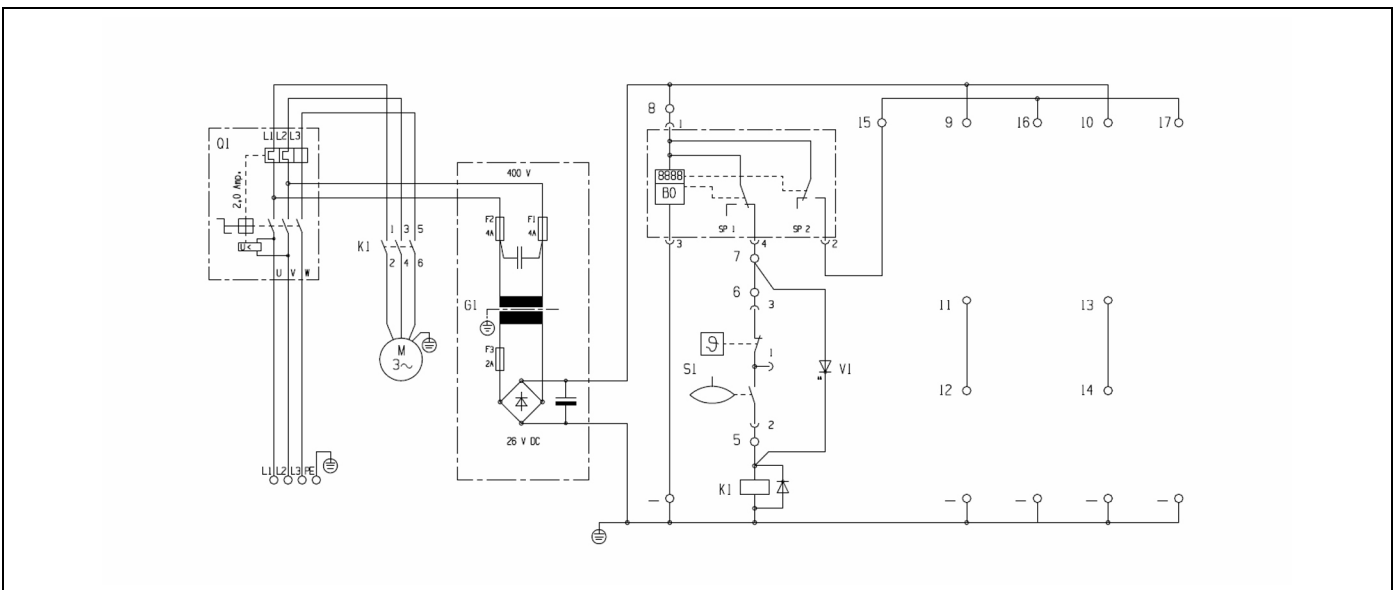 8
1
15
9
16
10
17
L1 L2 L3
Q1
2,0 Amp.
U<
U V W
1 3 5
K1
2 4 6
M
3~
L1 L2 L3 PE
400 V
F2
4A
F1
4A
G1
F3
2A
26 V DC
8888
B0
SP 1
SP 2
3
4
2
7
6
3
ϑ
1
S1
V1
2
5
K1
11
13
12
14
–
–
–
–
–